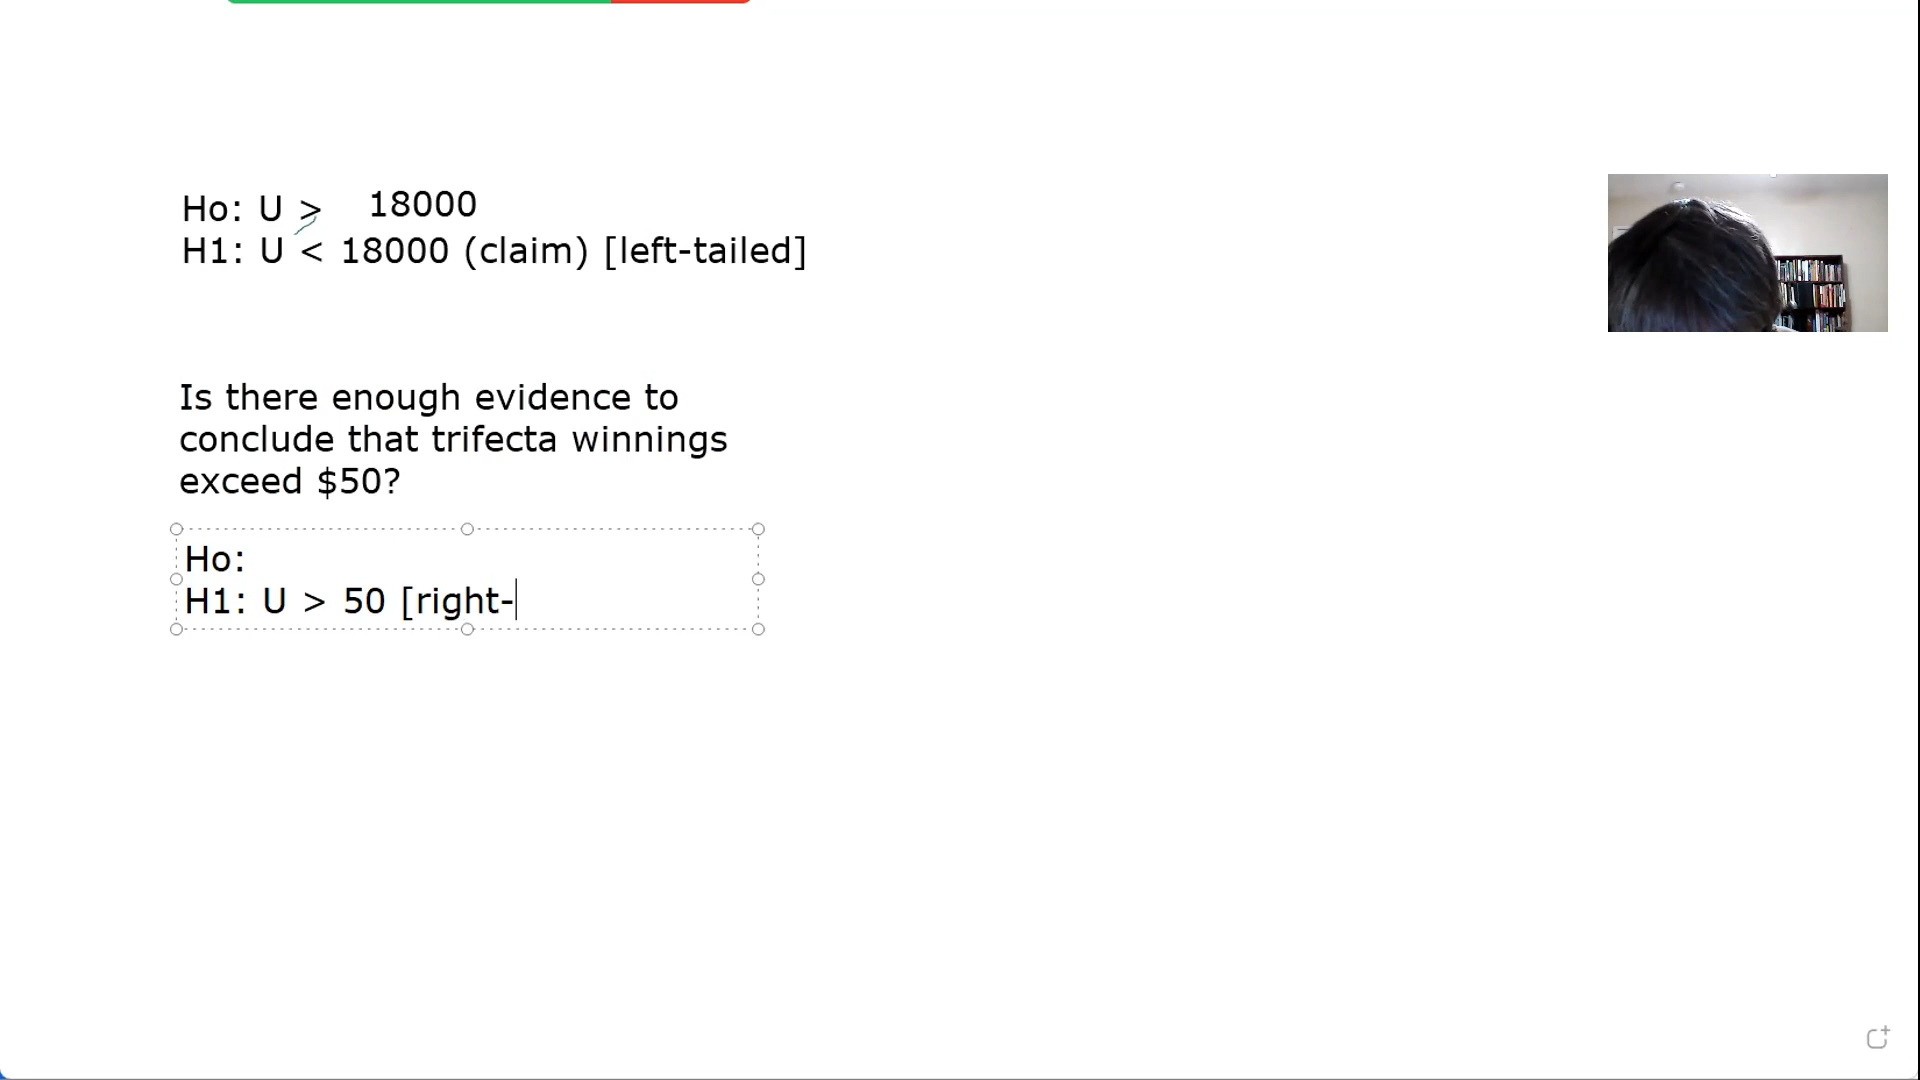 Ho: U ≥ 18000
H1: U < 18000 (claim) [left-tailed]
Is there enough evidence to
conclude that trifecta winnings
exceed $50?
Ho:
H1: U > 50 [right-